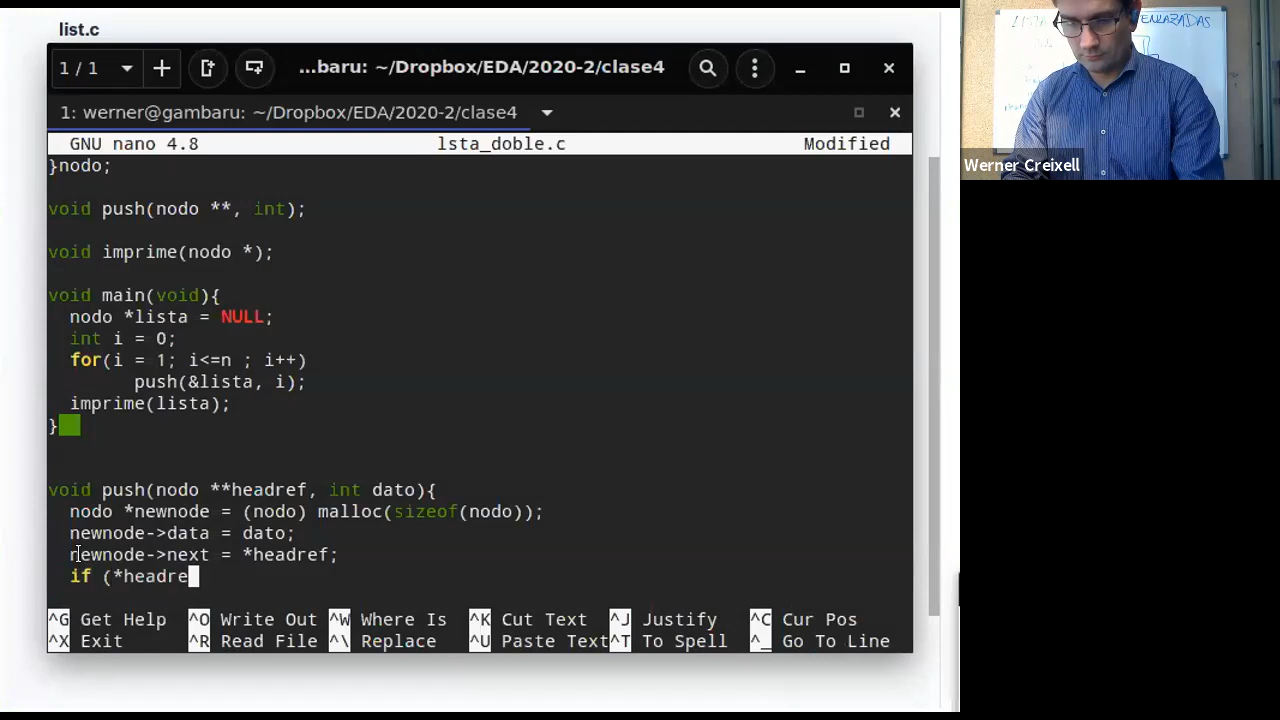 list.c
1 / 1
...baru: ~/Dropbox/EDA/2020-2/clase4
1: werner@gambaru: ~/Dropbox/EDA/2020-2/clase4
GNU nano 4.8 lsta_doble.c Modified
}nodo;
void push(nodo **, int);
void imprime(nodo *);
void main(void){
nodo *lista = NULL;
int i = 0;
for(i = 1; i<=n ; i++)
push(&lista, i);
imprime(lista);
}
void push(nodo **headref, int dato){
nodo *newnode = (nodo) malloc(sizeof(nodo));
newnode->data = dato;
newnode->next = *headref;
if (*headre
^G Get Help ^O Write Out ^W Where Is ^K Cut Text ^J Justify ^C Cur Pos
^X Exit ^R Read File ^\ Replace ^U Paste Text ^T To Spell ^_ Go To Line
LISTA ENLAZADAS
Werner Creixell